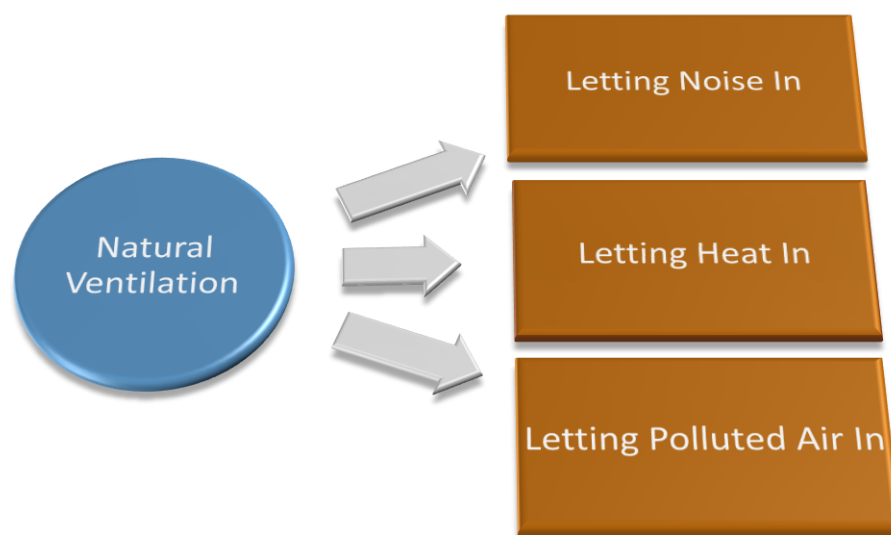 Letting Noise In
Natural
Ventilation
Letting Heat In
Letting Polluted Air In